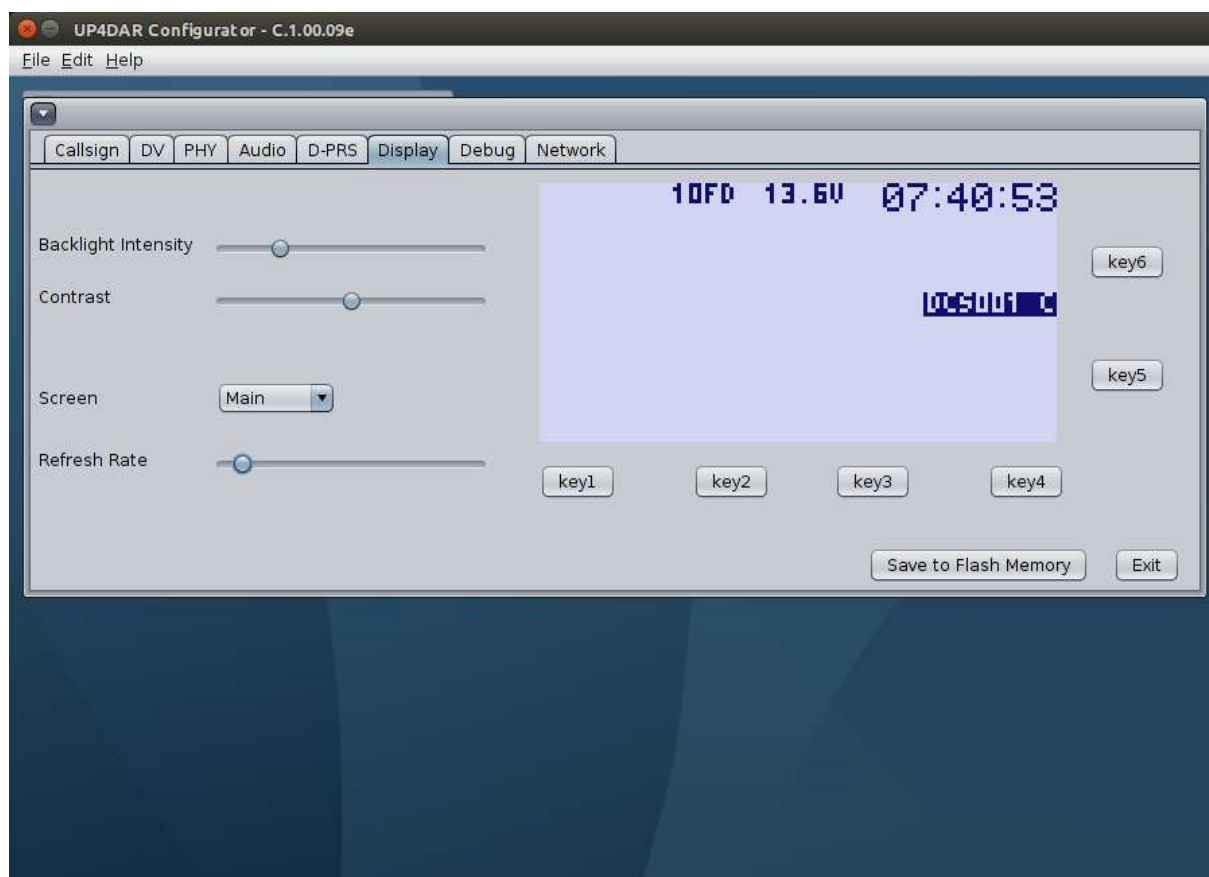 UP4DAR Configurator - C.1.00.09e
File Edit Help
Callsign DV PHY Audio D-PRS Display Debug Network
10FD 13.6V 07:40:53
Backlight Intensity
key6
Contrast
DCS001 C
key5
Screen Main
Refresh Rate
key1 key2 key3 key4
Save to Flash Memory Exit